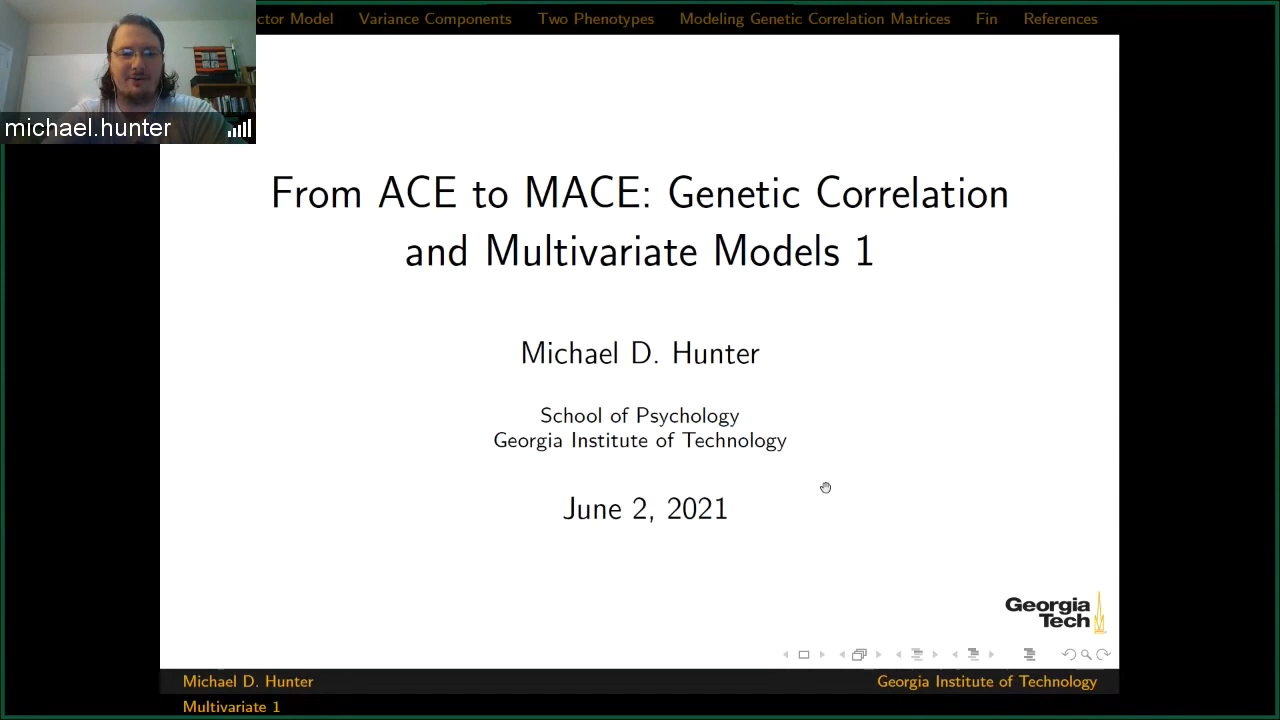 ctor Model Variance Components Two Phenotypes Modeling Genetic Correlation Matrices Fin References
michael.hunter
From ACE to MACE: Genetic Correlation
and Multivariate Models 1
Michael D. Hunter
School of Psychology
Georgia Institute of Technology
June 2, 2021
Georgia
Tech
Michael D. Hunter Georgia Institute of Technology
Multivariate 1